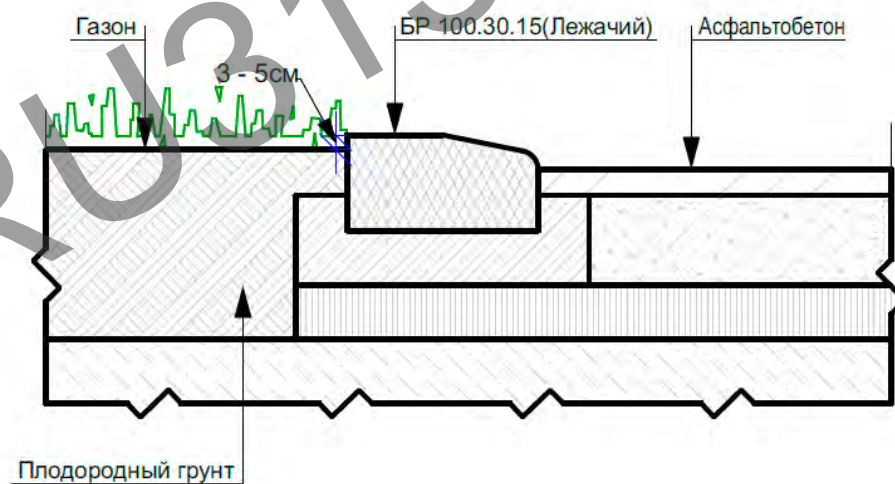 Газон
БР 100.30.15(Лежачий)
Асфальтобетон
3 - 5см
Плодородный грунт